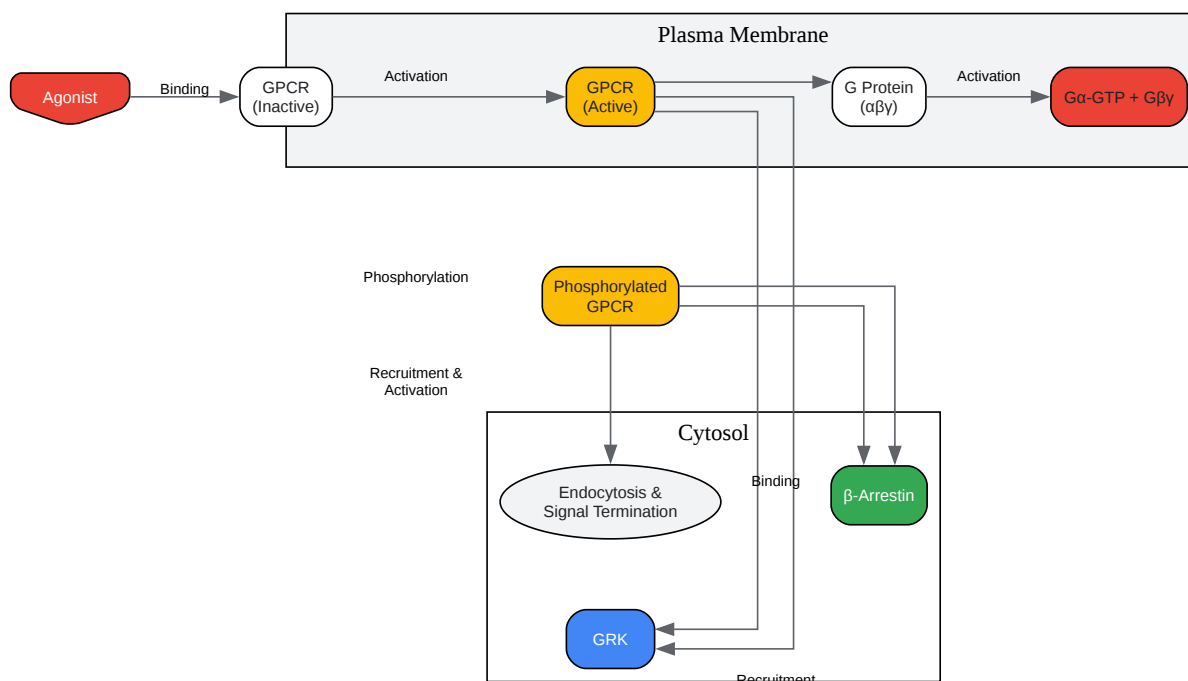 Plasma Membrane
Agonist
Binding
GPCR
(Inactive)
Activation
GPCR
(Active)
G Protein
(αβγ)
Activation
Gα-GTP + Gβγ
Phosphorylation
Phosphorylated
GPCR
Recruitment &
Activation
Cytosol
Endocytosis &
Signal Termination
Binding
β-Arrestin
GRK
Recruitment